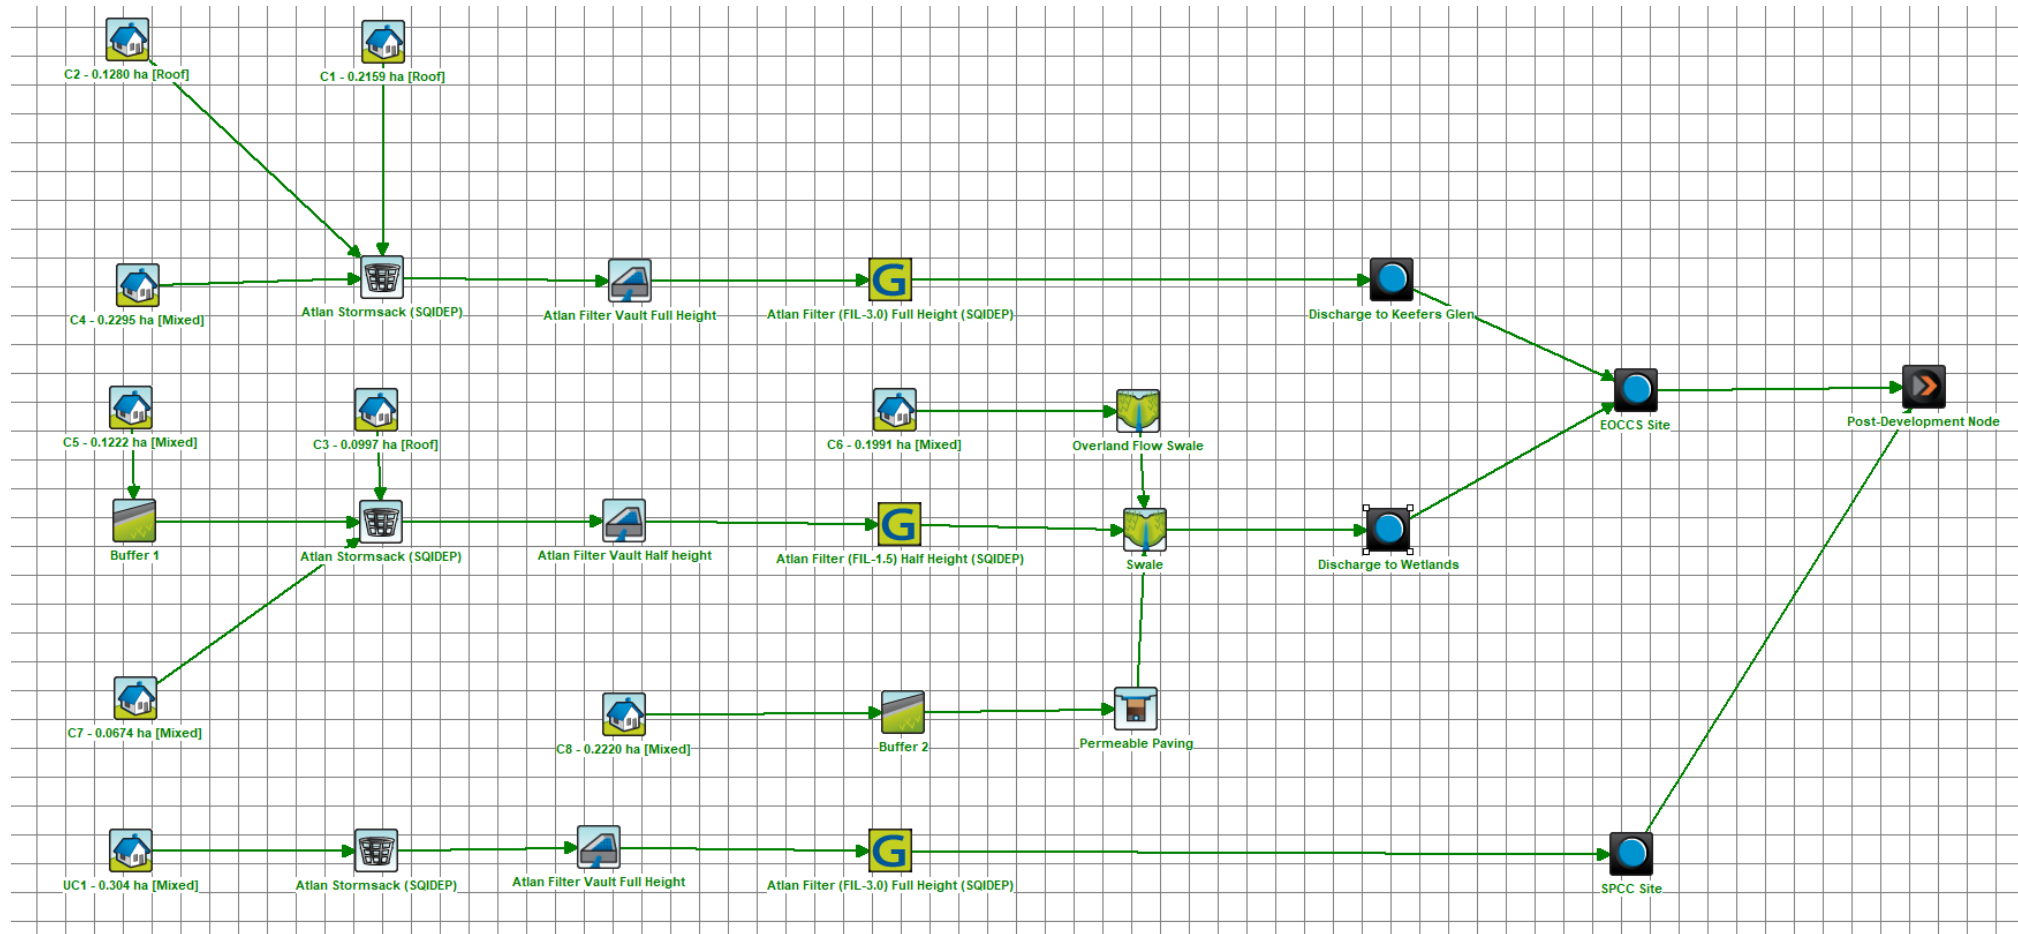 C2 - 0.1280 ha [Roof]
C1 - 0.2159 ha [Roof]
C4 - 0.2295 ha [Mixed]
Atlan Stormsack (SQIDEP)
Atlan Filter Vault Full Height
G
Atlan Filter (FIL-3.0) Full Height (SQIDEP)
Discharge to Keefers Glen
C5 - 0.1222 ha [Mixed]
C3 - 0.0997 ha [Roof]
C6 - 0.1991 ha [Mixed]
Overland Flow Swale
EOCCS Site
Post-Development Node
Buffer 1
Atlan Stormsack (SQIDEP)
Atlan Filter Vault Half height
G
Atlan Filter (FIL-1.5) Half Height (SQIDEP)
Swale
Discharge to Wetlands
C7 - 0.0674 ha [Mixed]
C8 - 0.2220 ha [Mixed]
Buffer 2
Permeable Paving
UC1 - 0.304 ha [Mixed]
Atlan Stormsack (SQIDEP)
Atlan Filter Vault Full Height
G
Atlan Filter (FIL-3.0) Full Height (SQIDEP)
SPCC Site